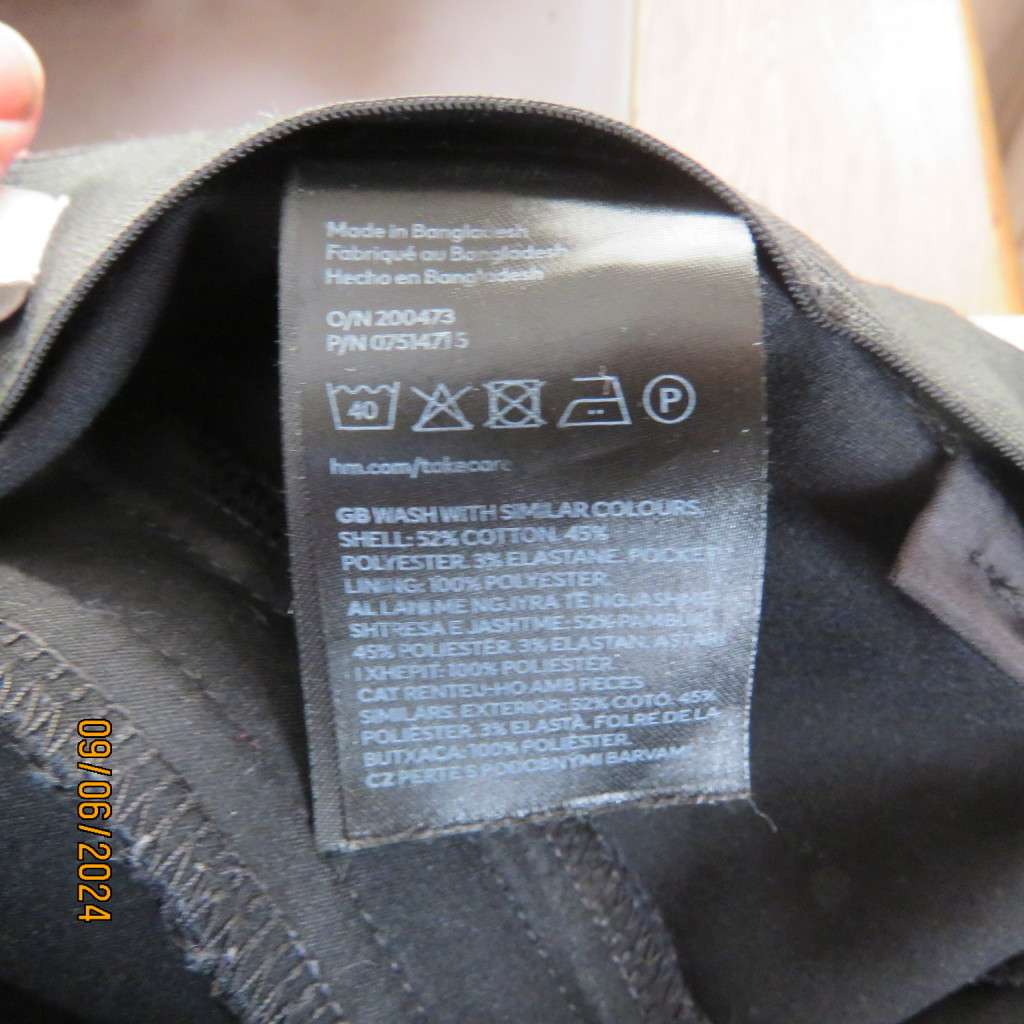 Made in Bangladesh
Fabriqué au Bangladesh
Hecho en Bangladesh
O/N 200473
P/N 07514715
40
P
hm.com/takecare
GB WASH WITH SIMILAR COLOURS.
SHELL: 52% COTTON. 45%
POLYESTER. 3% ELASTANE. POCKET
LINING: 100% POLYESTER.
AL LANI ME NGJYRA TË NGJASHME
SHTRESA E JASHTME: 52% PAMBUK
45% POLIESTER. 3% ELASTAN. ASTAR
I XHEPIT: 100% POLIESTER.
CAT RENTEU-HO AMB PECES
SIMILARS. EXTERIOR: 52% COTÓ. 45%
POLIÈSTER. 3% ELASTÀ. FOLRE DE LA
BUTXACA: 100% POLIÈSTER.
CZ PERTE S PODOBNÝMI BARVAMI
09/06/2024